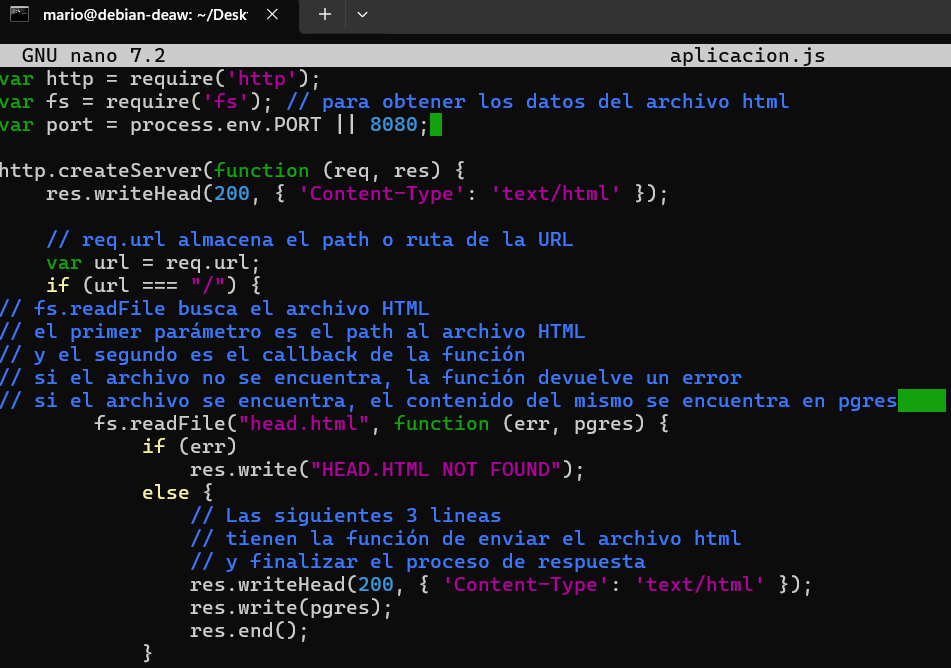 mario@debian-deaw: ~/Desk
GNU nano 7.2 aplicacion.js
var http = require('http');
var fs = require('fs'); // para obtener los datos del archivo html
var port = process.env.PORT || 8080;
http.createServer(function (req, res) {
    res.writeHead(200, { 'Content-Type': 'text/html' });
    // req.url almacena el path o ruta de la URL
    var url = req.url;
    if (url === "/") {
// fs.readFile busca el archivo HTML
// el primer parámetro es el path al archivo HTML
// y el segundo es el callback de la función
// si el archivo no se encuentra, la función devuelve un error
// si el archivo se encuentra, el contenido del mismo se encuentra en pgres
        fs.readFile("head.html", function (err, pgres) {
            if (err)
                res.write("HEAD.HTML NOT FOUND");
            else {
                // Las siguientes 3 lineas
                // tienen la función de enviar el archivo html
                // y finalizar el proceso de respuesta
                res.writeHead(200, { 'Content-Type': 'text/html' });
                res.write(pgres);
                res.end();
            }